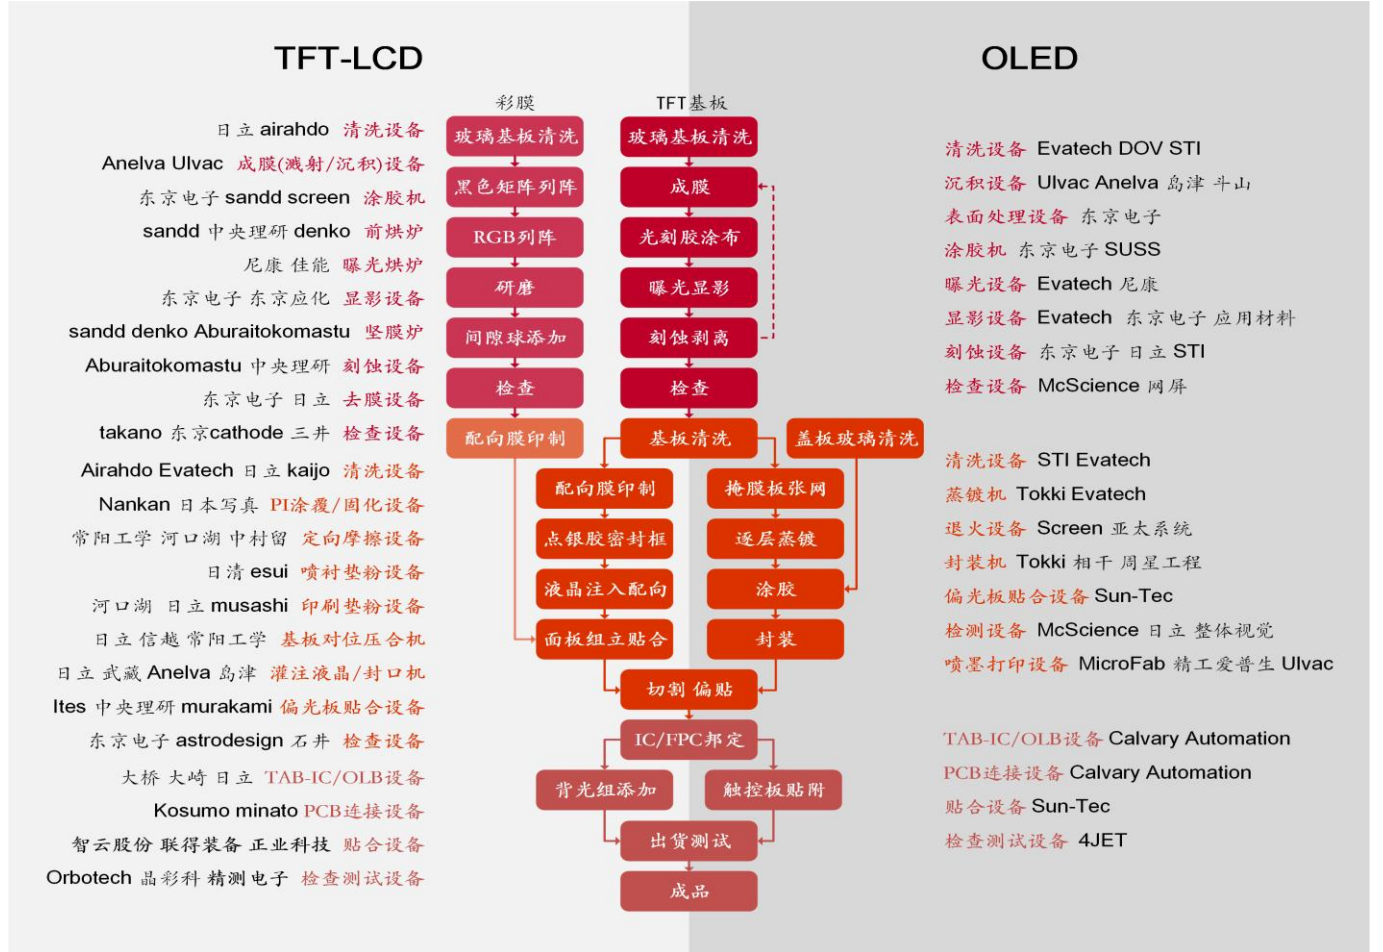 TFT-LCD
OLED
彩膜
TFT基板
日立 airahdo 清洗设备
Anelva Ulvac 成膜(溅射/沉积)设备
东京电子 sandd screen 涂胶机
sandd 中央理研 denko 前烘炉
尼康 佳能 曝光烘炉
东京电子 东京应化 显影设备
sandd denko Aburaitokomastu 坚膜炉
Aburaitokomastu 中央理研 刻蚀设备
东京电子 日立 去膜设备
takano 东京cathode 三井 检查设备
Airahdo Evatech 日立 kaijo 清洗设备
Nankan 日本写真 PI涂覆/固化设备
常阳工学 河口湖 中村留 定向摩擦设备
日清 esui 喷衬垫粉设备
河口湖 日立 musashi 印刷垫粉设备
日立 信越 常阳工学 基板对位压合机
日立 武藏 Anelva 岛津 灌注液晶/封口机
Ites 中央理研 murakami 偏光板贴合设备
东京电子 astrodesign 石井 检查设备
大桥 大崎 日立 TAB-IC/OLB设备
Kosumo minato PCB连接设备
智云股份 联得装备 正业科技 贴合设备
Orbotech 晶彩科 精测电子 检查测试设备
玻璃基板清洗
黑色矩阵列阵
RGB列阵
研磨
间隙球添加
检查
配向膜印制
玻璃基板清洗
成膜
光刻胶涂布
曝光显影
刻蚀剥离
检查
基板清洗
盖板玻璃清洗
配向膜印制
掩膜板张网
点银胶密封框
逐层蒸镀
液晶注入配向
涂胶
面板组立贴合
封装
切割 偏贴
IC/FPC邦定
背光组添加
触控板贴附
出货测试
成品
清洗设备 Evatech DOV STI
沉积设备 Ulvac Anelva 岛津 斗山
表面处理设备 东京电子
涂胶机 东京电子 SUSS
曝光设备 Evatech 尼康
显影设备 Evatech 东京电子 应用材料
刻蚀设备 东京电子 日立 STI
检查设备 McScience 网屏
清洗设备 STI Evatech
蒸镀机 Tokki Evatech
退火设备 Screen 亚太系统
封装机 Tokki 相干 周星工程
偏光板贴合设备 Sun-Tec
检测设备 McScience 日立 整体视觉
喷墨打印设备 MicroFab 精工爱普生 Ulvac
TAB-IC/OLB设备 Calvary Automation
PCB连接设备 Calvary Automation
贴合设备 Sun-Tec
检查测试设备 4JET